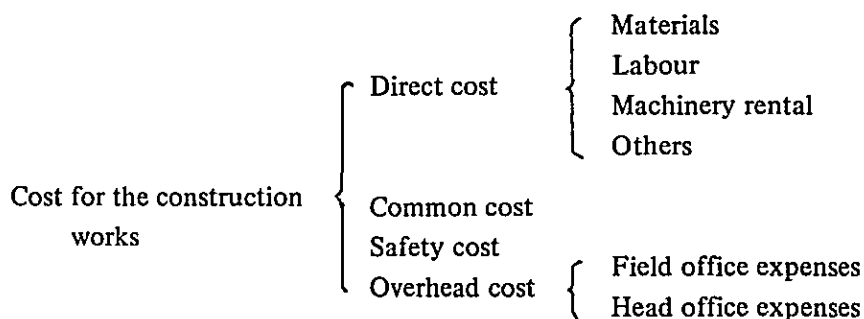 Cost for the construction
works
Direct cost
Materials
Labour
Machinery rental
Others
Common cost
Safety cost
Overhead cost
Field office expenses
Head office expenses